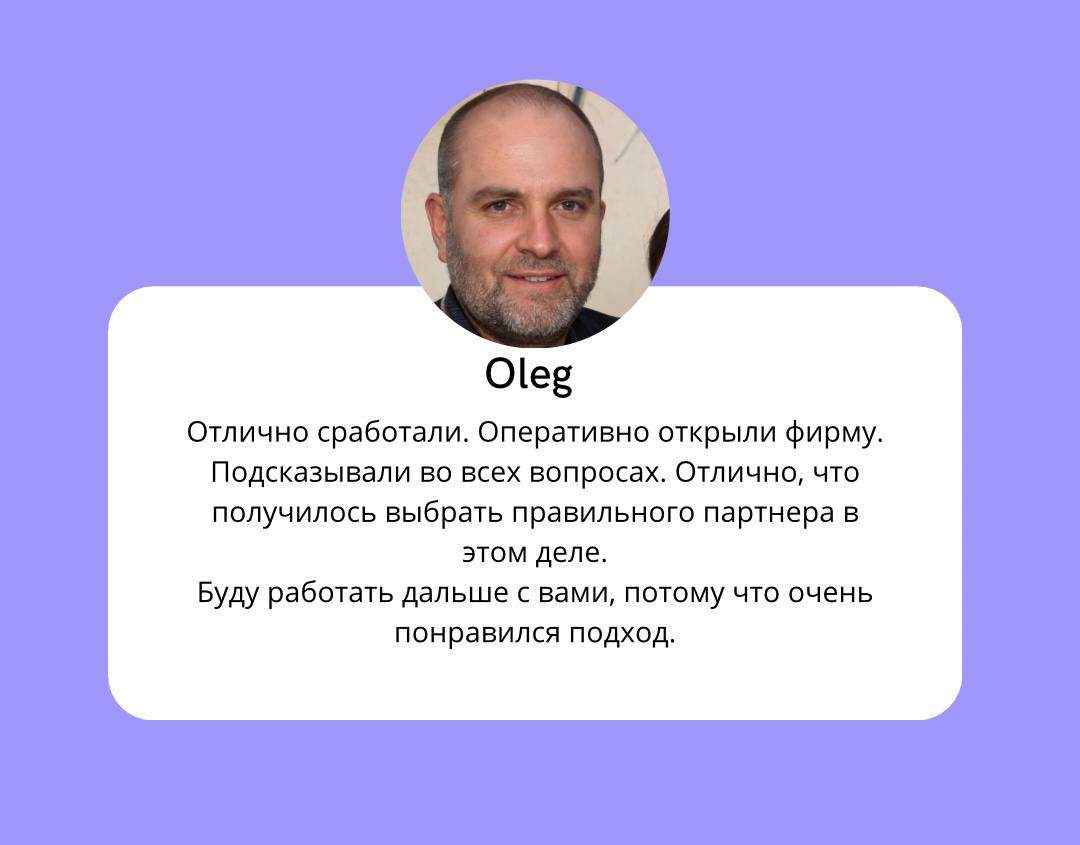 Oleg
Отлично сработали. Оперативно открыли фирму.
Подсказывали во всех вопросах. Отлично, что
получилось выбрать правильного партнера в
этом деле.
Буду работать дальше с вами, потому что очень
понравился подход.